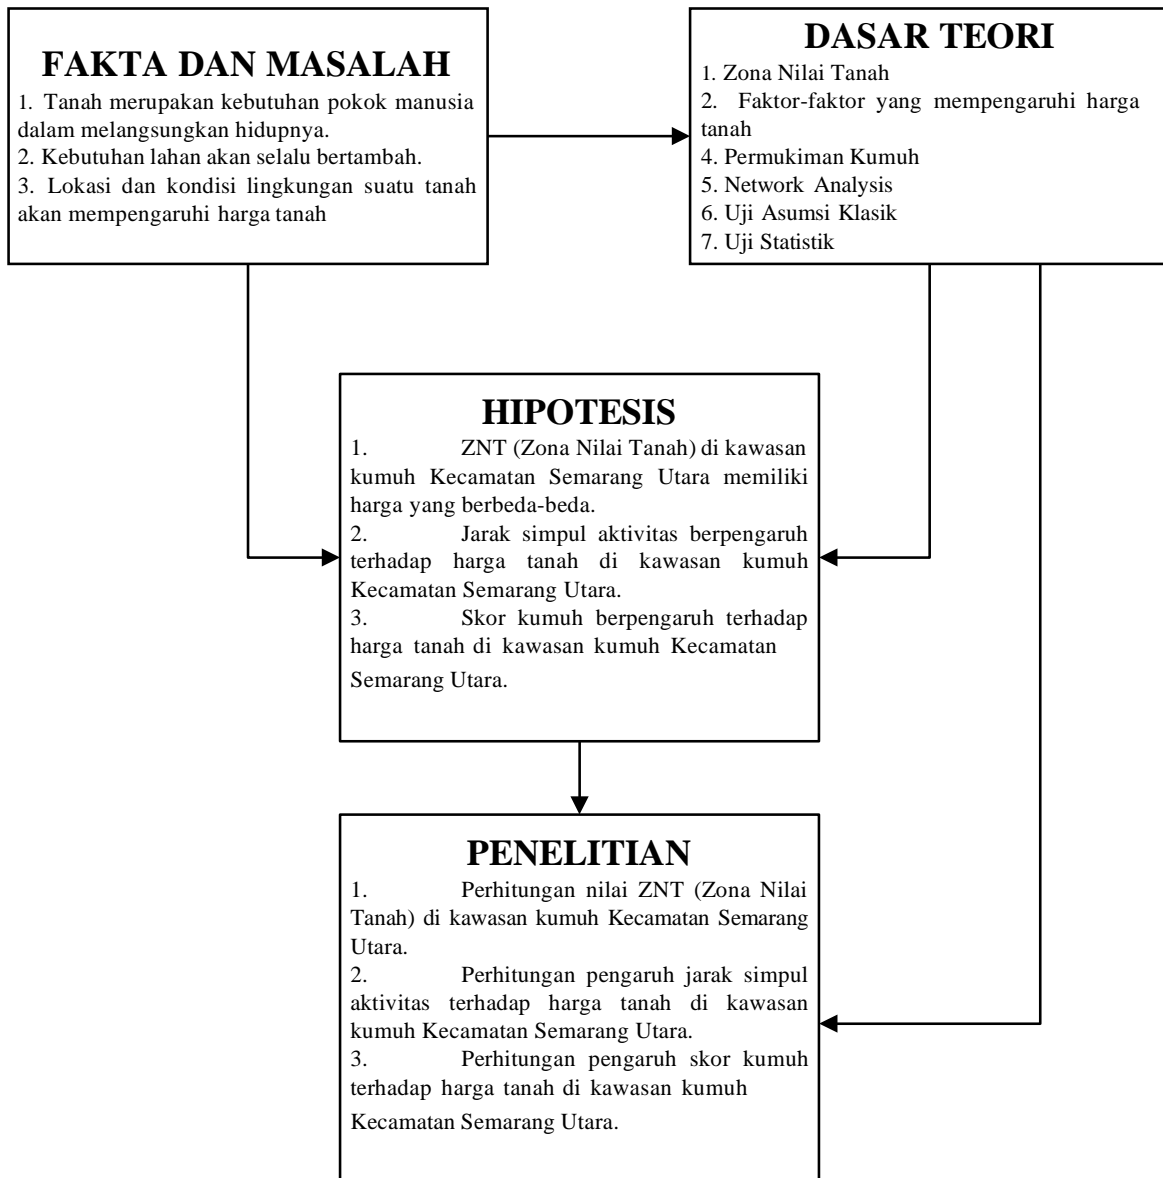 FAKTA DAN MASALAH
1. Tanah merupakan kebutuhan pokok manusia
dalam melangsungkan hidupnya.
2. Kebutuhan lahan akan selalu bertambah.
3. Lokasi dan kondisi lingkungan suatu tanah
akan mempengaruhi harga tanah
DASAR TEORI
1. Zona Nilai Tanah
2. Faktor-faktor yang mempengaruhi harga
tanah
4. Permukiman Kumuh
5. Network Analysis
6. Uji Asumsi Klasik
7. Uji Statistik
HIPOTESIS
1. ZNT (Zona Nilai Tanah) di kawasan
kumuh Kecamatan Semarang Utara memiliki
harga yang berbeda-beda.
2. Jarak simpul aktivitas berpengaruh
terhadap harga tanah di kawasan kumuh
Kecamatan Semarang Utara.
3. Skor kumuh berpengaruh terhadap
harga tanah di kawasan kumuh Kecamatan
Semarang Utara.
PENELITIAN
1. Perhitungan nilai ZNT (Zona Nilai
Tanah) di kawasan kumuh Kecamatan Semarang
Utara.
2. Perhitungan pengaruh jarak simpul
aktivitas terhadap harga tanah di kawasan
kumuh Kecamatan Semarang Utara.
3. Perhitungan pengaruh skor kumuh
terhadap harga tanah di kawasan kumuh
Kecamatan Semarang Utara.